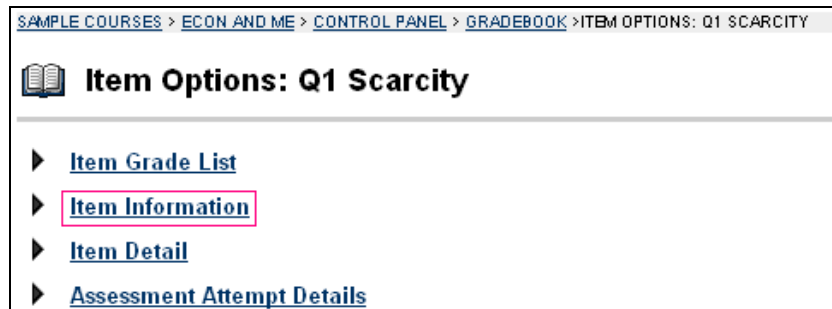 SAMPLE COURSES > ECON AND ME > CONTROL PANEL > GRADEBOOK >ITEM OPTIONS: Q1 SCARCITY
Item Options: Q1 Scarcity
Item Grade List
Item Information
Item Detail
Assessment Attempt Details